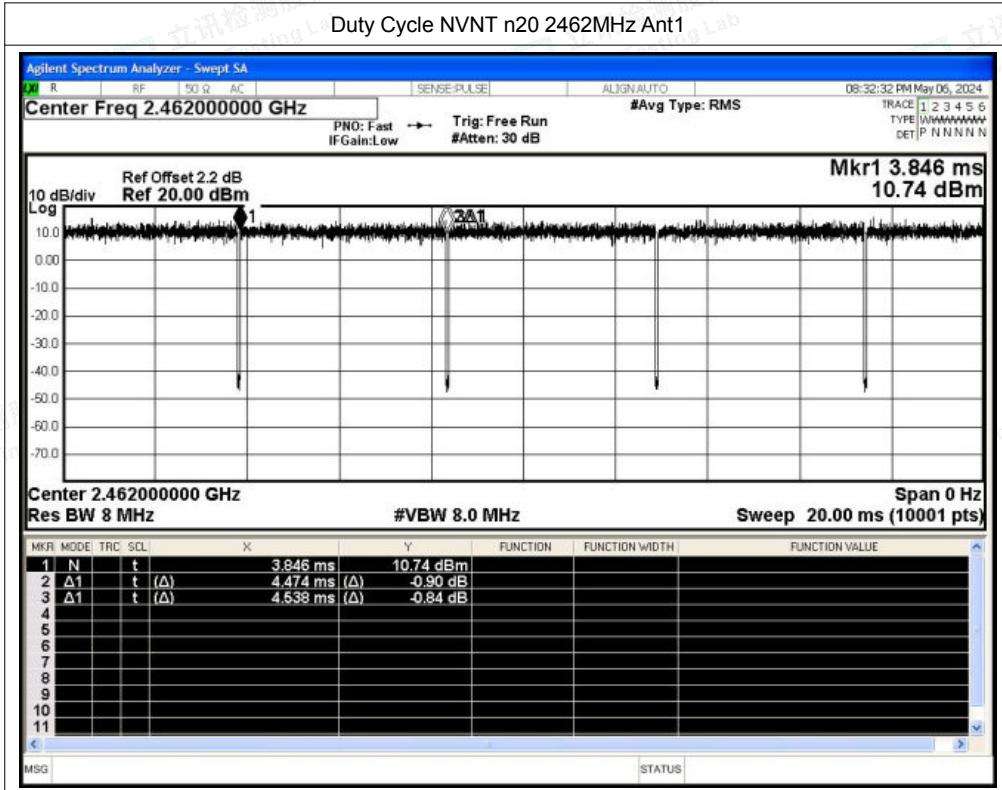 Duty Cycle NVNT n20 2462MHz Ant1
Agilent Spectrum Analyzer - Swept SA
LXI R RF 50 Ω AC SENSE:PULSE ALIGNAUTO 08:32:32 PM May 06, 2024
Center Freq 2.462000000 GHz #Avg Type: RMS TRACE 1 2 3 4 5 6
PNO: Fast Trig: Free Run TYPE WWWWWW
IFGain:Low #Atten: 30 dB DET P N N N N N
Mkr1 3.846 ms
Ref Offset 2.2 dB
10 dB/div Ref 20.00 dBm 10.74 dBm
Log
1 3Δ1
10.0
0.00
-10.0
-20.0
-30.0
-40.0
-50.0
-60.0
-70.0
Center 2.462000000 GHz Span 0 Hz
Res BW 8 MHz #VBW 8.0 MHz Sweep 20.00 ms (10001 pts)
MKR MODE TRC SCL X Y FUNCTION FUNCTION WIDTH FUNCTION VALUE
1 N t 3.846 ms 10.74 dBm
2 Δ1 t (Δ) 4.474 ms (Δ) -0.90 dB
3 Δ1 t (Δ) 4.538 ms (Δ) -0.84 dB
4
5
6
7
8
9
10
11
MSG STATUS